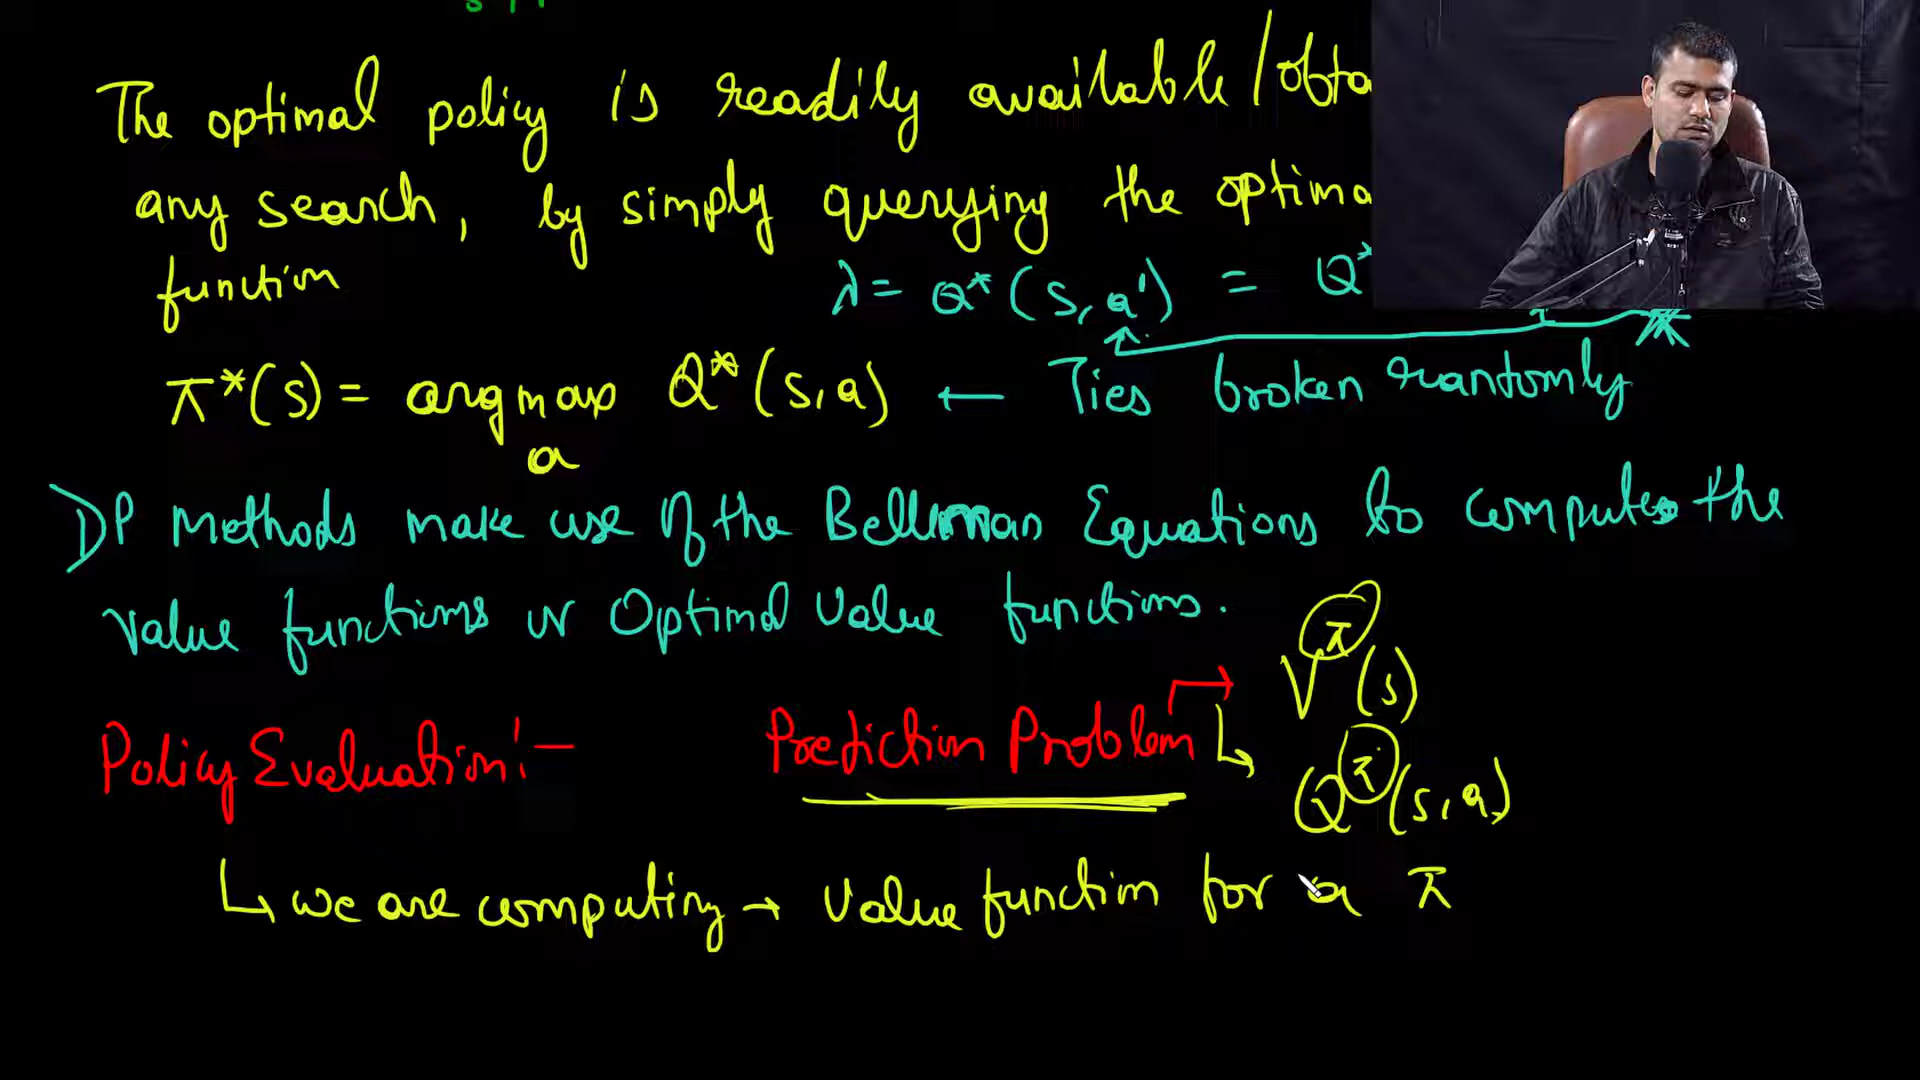 The optimal policy is readily available / obta
any search, by simply querying the optima
function
λ = Q*(s, a') = Q*
π*(s) = argmax Q*(s, a) ← Ties broken randomly
a
DP methods make use of the Bellman Equations to compute the
value functions or Optimal Value functions.
V^π(s)
Policy Evaluation:- Prediction Problem
Q^π(s, a)
↳ we are computing → Value function for a π